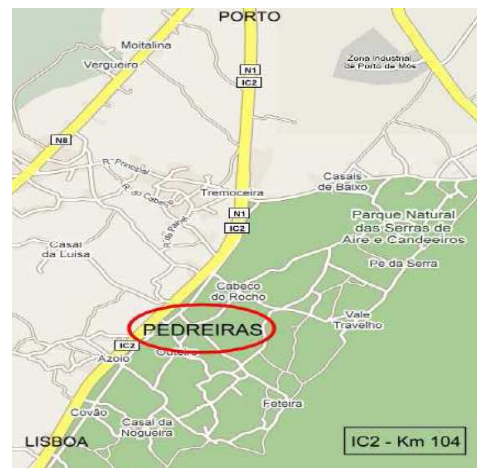 PORTO
Moitalina
Vergueiro
Zona Industrial
de Porto de Mós
N1
IC2
N8
R. Principal
R. do Cabeço
Tremoceira
Casais
de Baixo
N1
IC2
Parque Natural
das Serras de
Aire e Candeeiros
Casal
da Luisa
Pé da Serra
Cabeço
do Rocho
PEDREIRAS
Vale
Travelho
IC2
Azoio
Outeiro
Feteira
Covão
Casal da
Nogueira
LISBOA
IC2 - Km 104